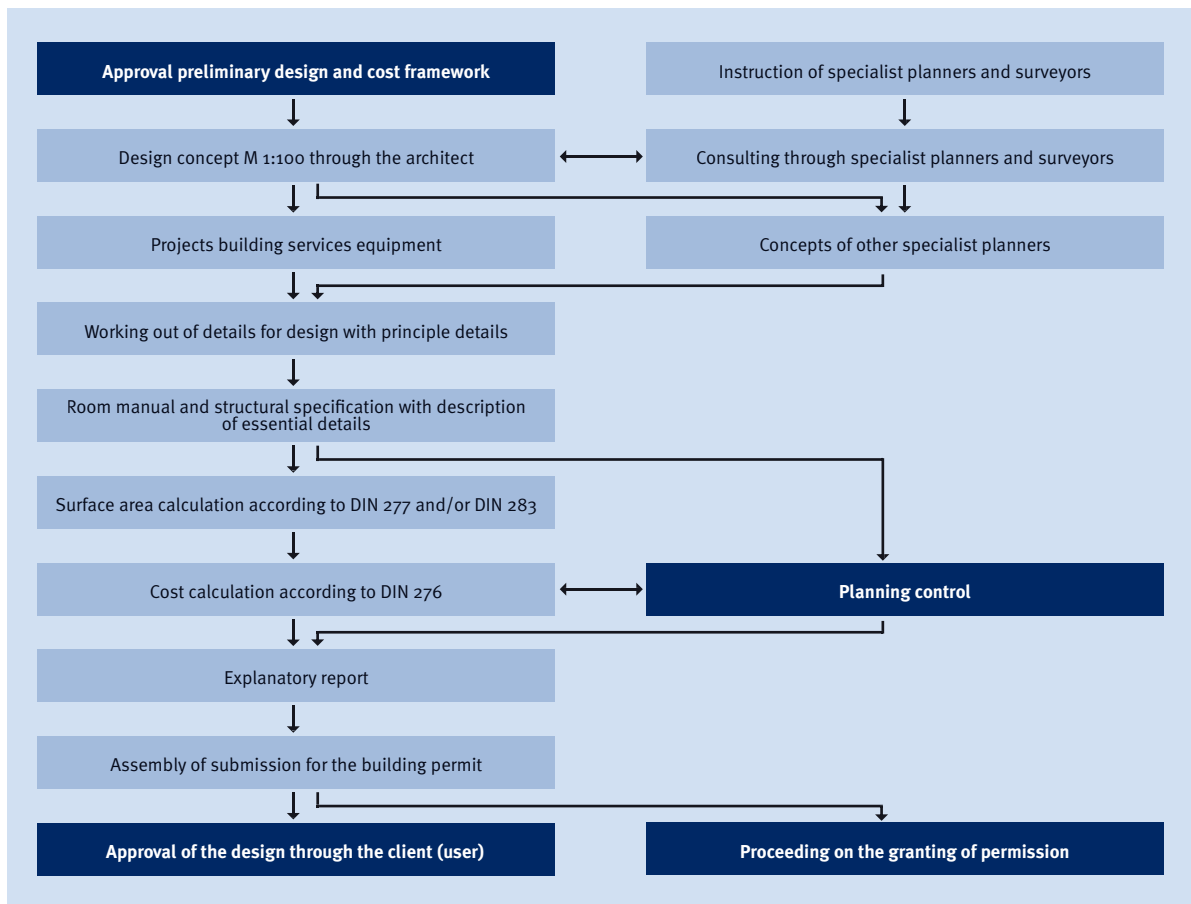 Approval preliminary design and cost framework
Instruction of specialist planners and surveyors
Design concept M 1:100 through the architect
Consulting through specialist planners and surveyors
Projects building services equipment
Concepts of other specialist planners
Working out of details for design with principle details
Room manual and structural specification with description
of essential details
Surface area calculation according to DIN 277 and/or DIN 283
Cost calculation according to DIN 276
Planning control
Explanatory report
Assembly of submission for the building permit
Approval of the design through the client (user)
Proceeding on the granting of permission